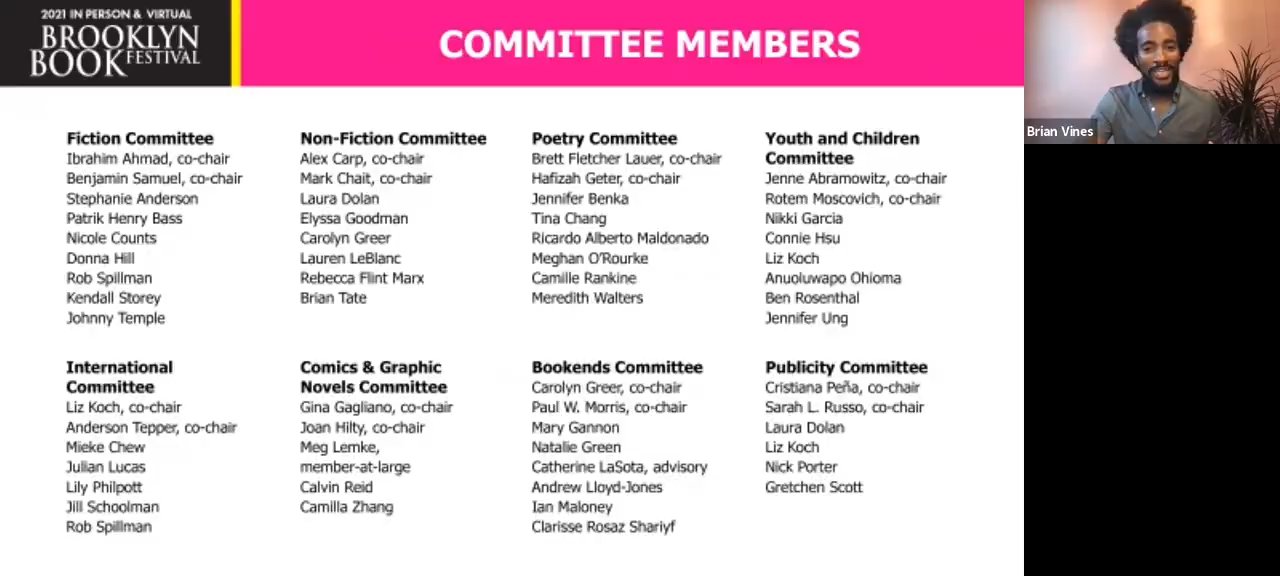 2021 IN PERSON & VIRTUAL
BROOKLYN
BOOK FESTIVAL
COMMITTEE MEMBERS
Brian Vines
Fiction Committee
Ibrahim Ahmad, co-chair
Benjamin Samuel, co-chair
Stephanie Anderson
Patrik Henry Bass
Nicole Counts
Donna Hill
Rob Spillman
Kendall Storey
Johnny Temple
Non-Fiction Committee
Alex Carp, co-chair
Mark Chait, co-chair
Laura Dolan
Elyssa Goodman
Carolyn Greer
Lauren LeBlanc
Rebecca Flint Marx
Brian Tate
Poetry Committee
Brett Fletcher Lauer, co-chair
Hafizah Geter, co-chair
Jennifer Benka
Tina Chang
Ricardo Alberto Maldonado
Meghan O'Rourke
Camille Rankine
Meredith Walters
Youth and Children
Committee
Jenne Abramowitz, co-chair
Rotem Moscovich, co-chair
Nikki Garcia
Connie Hsu
Liz Koch
Anuoluwapo Ohioma
Ben Rosenthal
Jennifer Ung
International
Committee
Liz Koch, co-chair
Anderson Tepper, co-chair
Mieke Chew
Julian Lucas
Lily Philpott
Jill Schoolman
Rob Spillman
Comics & Graphic
Novels Committee
Gina Gagliano, co-chair
Joan Hilty, co-chair
Meg Lemke,
member-at-large
Calvin Reid
Camilla Zhang
Bookends Committee
Carolyn Greer, co-chair
Paul W. Morris, co-chair
Mary Gannon
Natalie Green
Catherine LaSota, advisory
Andrew Lloyd-Jones
Ian Maloney
Clarisse Rosaz Shariyf
Publicity Committee
Cristiana Peña, co-chair
Sarah L. Russo, co-chair
Laura Dolan
Liz Koch
Nick Porter
Gretchen Scott